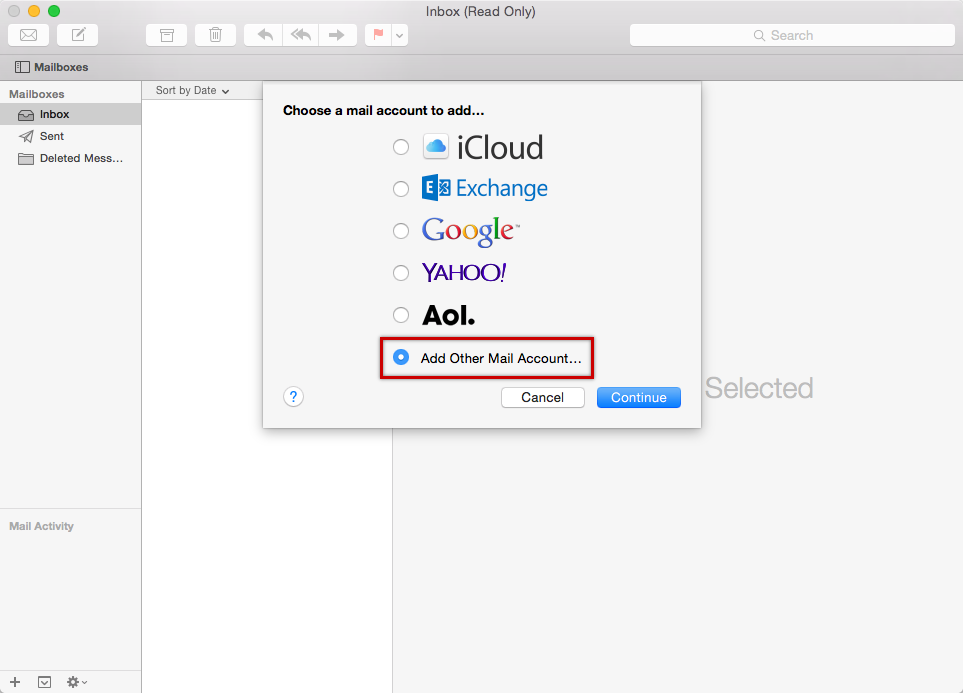 Inbox (Read Only)
Search
Mailboxes
Mailboxes
Inbox
Sent
Deleted Mess...
Sort by Date
Choose a mail account to add...
iCloud
E Exchange
Google™
YAHOO!
Aol.
Add Other Mail Account...
? Cancel Continue
Selected
Mail Activity